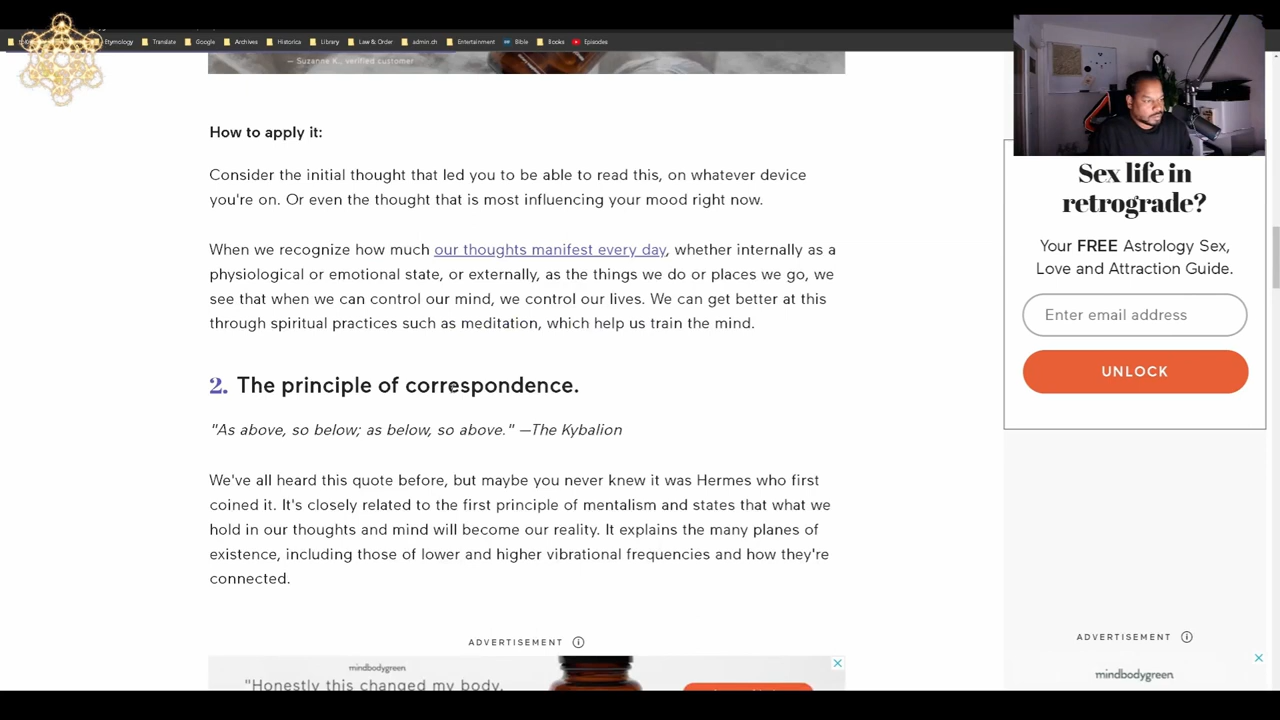 Etymology
Translate
Google
Archives
Historica
Library
Law & Order
admin.ch
Entertainment
Bible
Books
Episodes
— Suzanne K., verified customer
How to apply it:
Consider the initial thought that led you to be able to read this, on whatever device
you're on. Or even the thought that is most influencing your mood right now.
When we recognize how much our thoughts manifest every day, whether internally as a
physiological or emotional state, or externally, as the things we do or places we go, we
see that when we can control our mind, we control our lives. We can get better at this
through spiritual practices such as meditation, which help us train the mind.
2. The principle of correspondence.
"As above, so below; as below, so above." —The Kybalion
We've all heard this quote before, but maybe you never knew it was Hermes who first
coined it. It's closely related to the first principle of mentalism and states that what we
hold in our thoughts and mind will become our reality. It explains the many planes of
existence, including those of lower and higher vibrational frequencies and how they're
connected.
ADVERTISEMENT
mindbodygreen
"Honestly this changed my body,
Sex life in
retrograde?
Your FREE Astrology Sex,
Love and Attraction Guide.
Enter email address
UNLOCK
ADVERTISEMENT
mindbodygreen